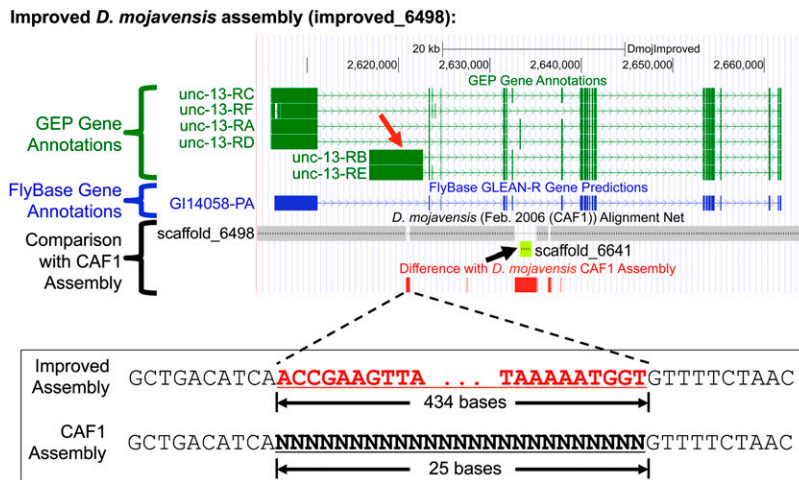 Improved D. mojavensis assembly (improved_6498):
20 kb DmojImproved
2,620,000 2,630,000 2,640,000 2,650,000 2,660,000
GEP Gene Annotations
unc-13-RC
unc-13-RF
unc-13-RA
unc-13-RD
unc-13-RB
unc-13-RE
GEP Gene
Annotations
FlyBase GLEAN-R Gene Predictions
FlyBase Gene
Annotations
GI14058-PA
D. mojavensis (Feb. 2006 (CAF1)) Alignment Net
scaffold_6498
Comparison
with CAF1
Assembly
scaffold_6641
Difference with D. mojavensis CAF1 Assembly
Improved
Assembly
GCTGACATCAACCGAAGTTA ... TAAAAATGGTGTTTTCTAAC
434 bases
CAF1
Assembly
GCTGACATCANNNNNNNNNNNNNNNNNNNNNNNNNGTTTTCTAAC
25 bases